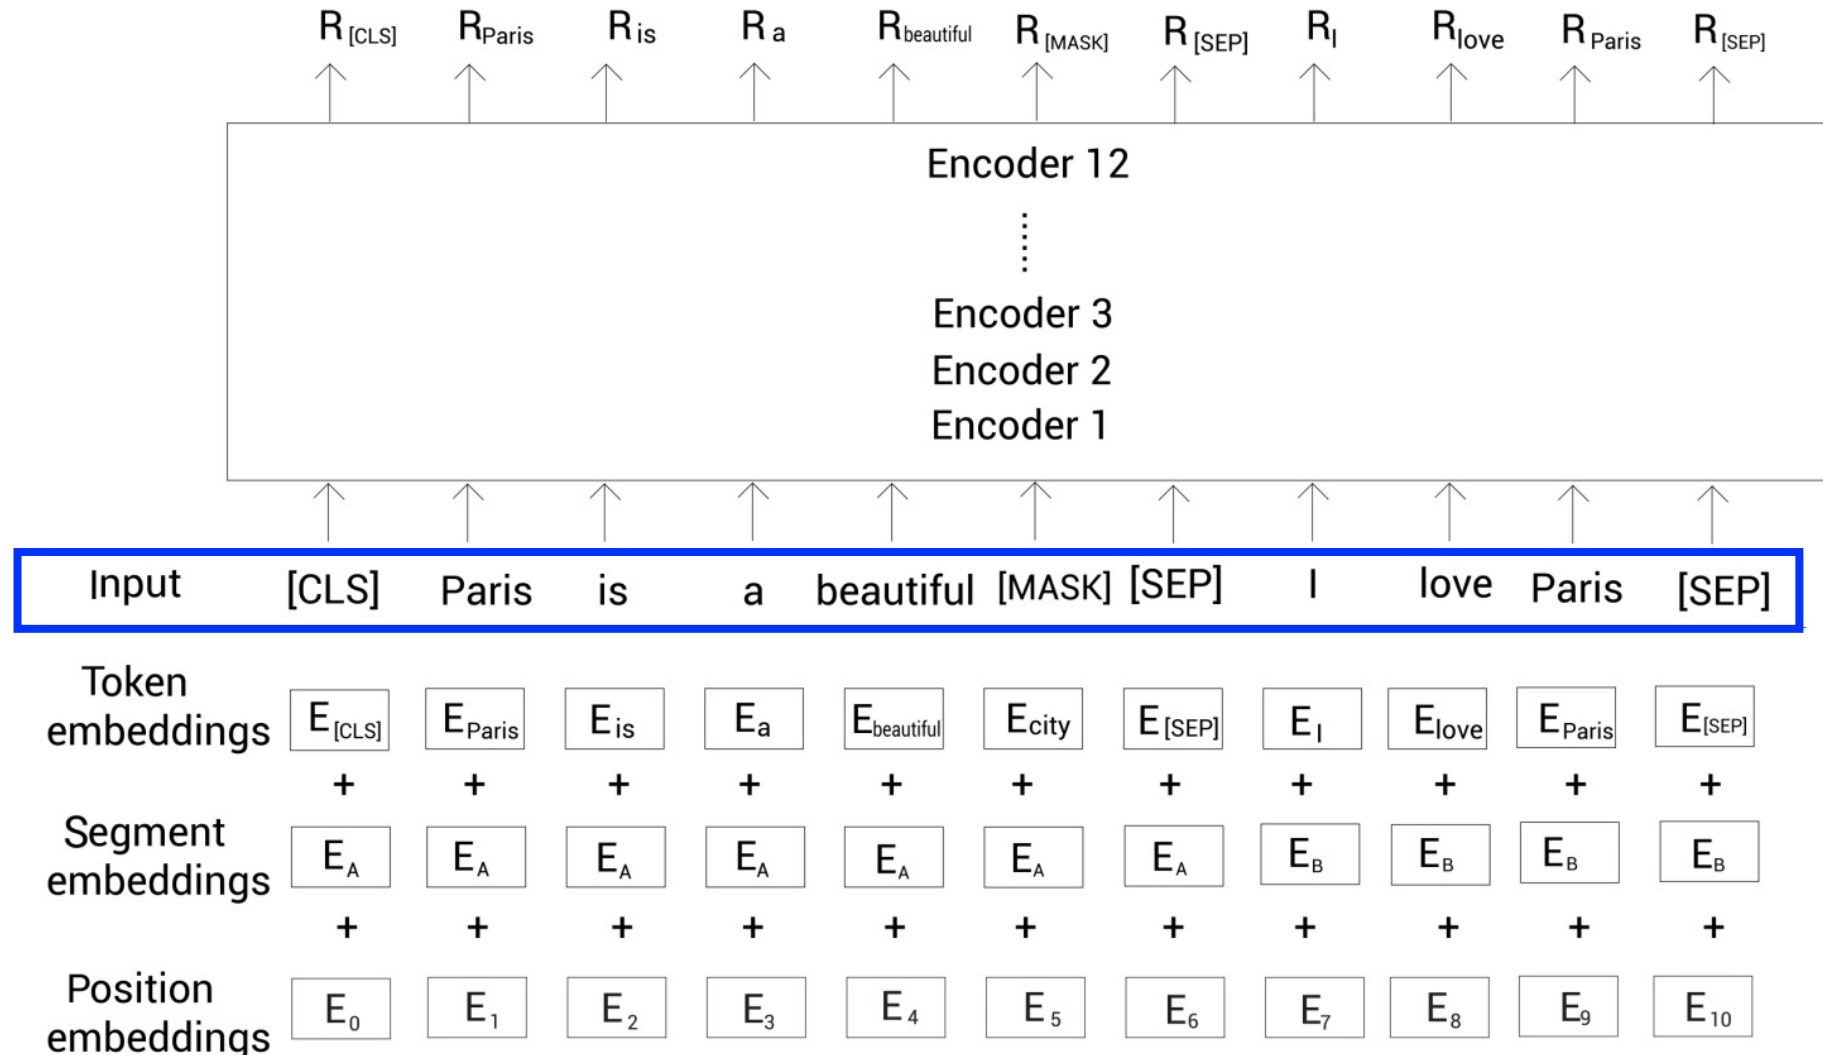 R[CLS] RParis Ris Ra Rbeautiful R[MASK] R[SEP] RI Rlove RParis R[SEP]
Encoder 12
Encoder 3
Encoder 2
Encoder 1
Input [CLS] Paris is a beautiful [MASK] [SEP] I love Paris [SEP]
Token
embeddings E[CLS] EParis Eis Ea Ebeautiful Ecity E[SEP] EI Elove EParis E[SEP]
+ + + + + + + + + + +
Segment
embeddings EA EA EA EA EA EA EA EB EB EB EB
+ + + + + + + + + + +
Position
embeddings E0 E1 E2 E3 E4 E5 E6 E7 E8 E9 E10